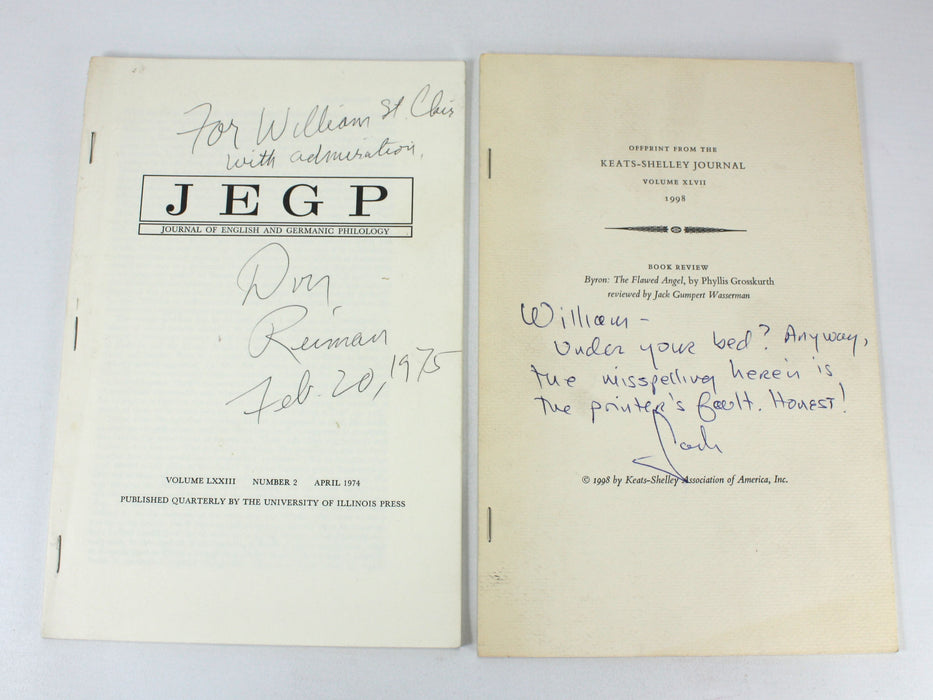 For William St. Clair
with admiration,
JEGP
JOURNAL OF ENGLISH AND GERMANIC PHILOLOGY
Don
Reiman
Feb. 20, 1975
VOLUME LXXIII NUMBER 2 APRIL 1974
PUBLISHED QUARTERLY BY THE UNIVERSITY OF ILLINOIS PRESS
OFFPRINT FROM THE
KEATS-SHELLEY JOURNAL
VOLUME XLVII
1998
BOOK REVIEW
Byron: The Flawed Angel, by Phyllis Grosskurth
reviewed by Jack Gumpert Wasserman
William –
Under your bed? Anyway,
the misspelling herein is
the printer's fault. Honest!
Jack
© 1998 by Keats-Shelley Association of America, Inc.